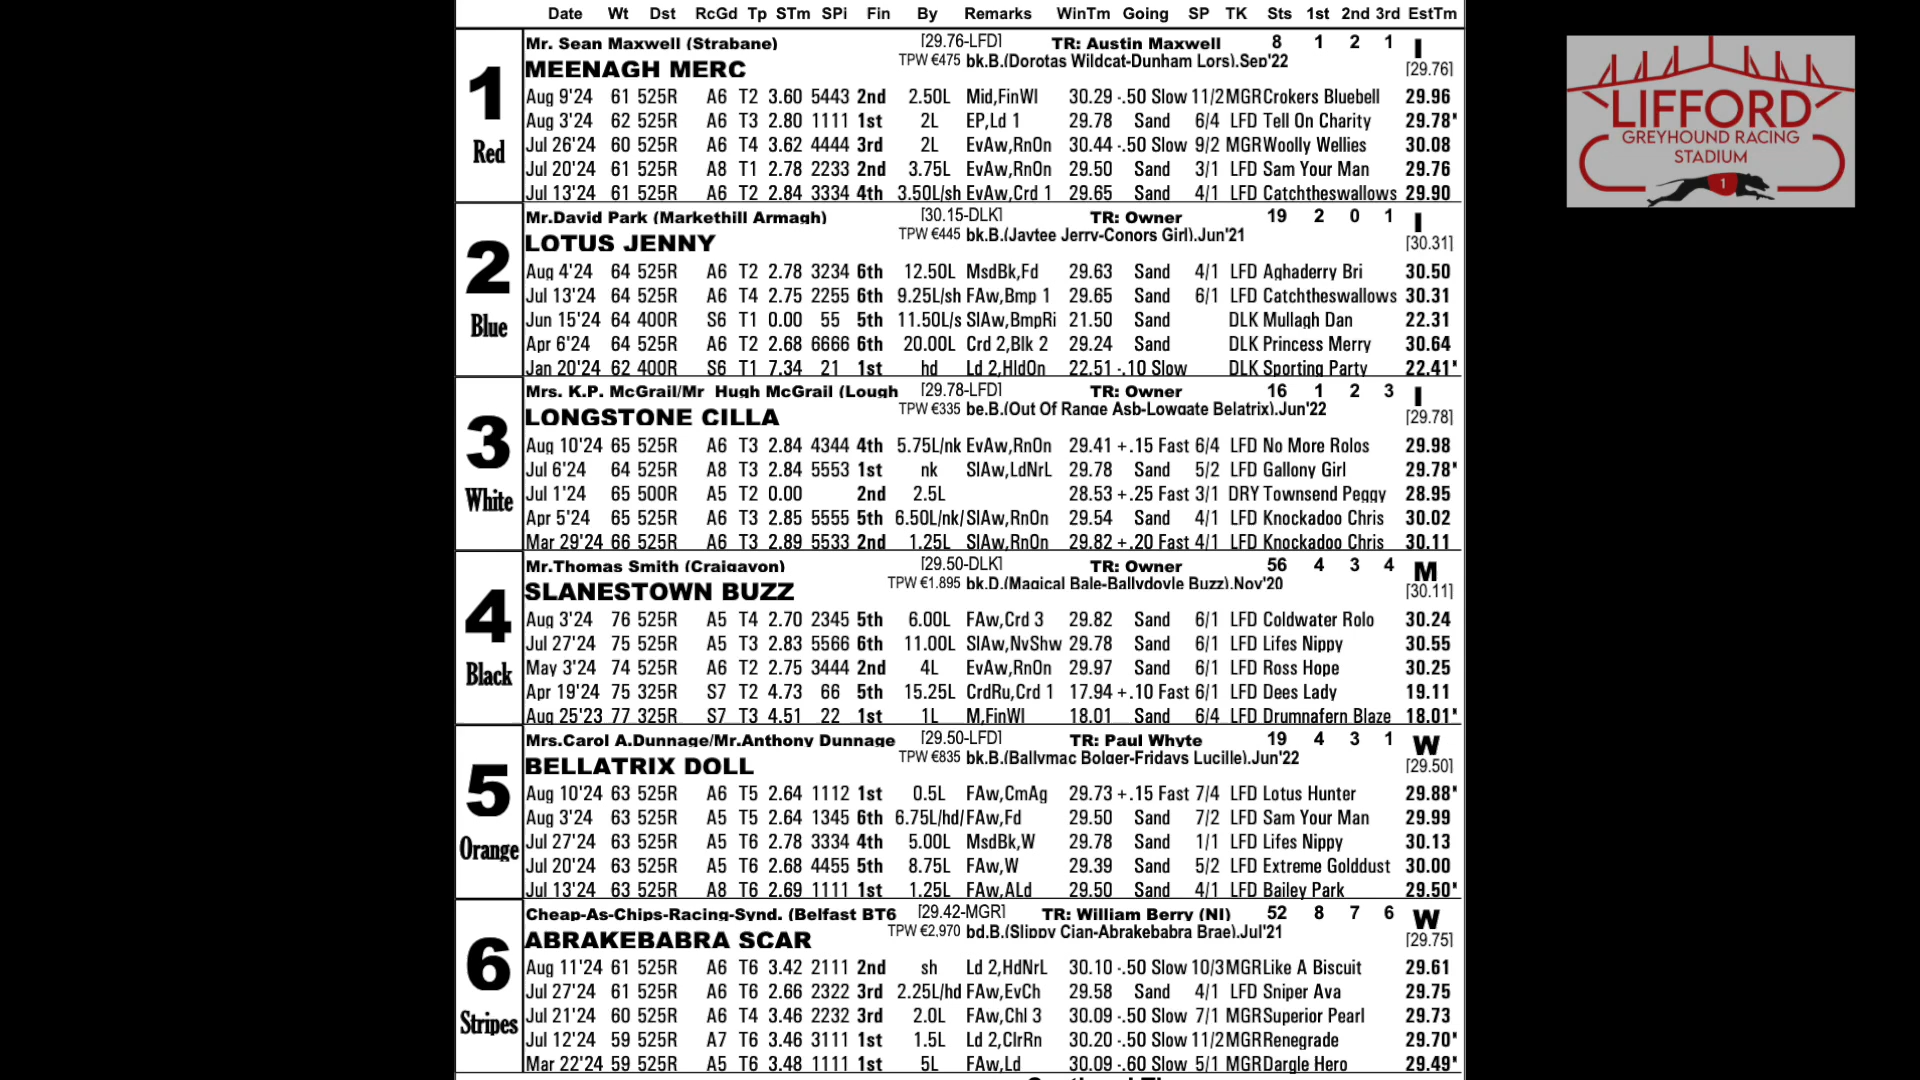 Date Wt Dst RcGd Tp STm SPi Fin By Remarks WinTm Going SP TK Sts 1st 2nd 3rd EstTm
1 Red
Mr. Sean Maxwell (Strabane) [29.76-LFD] TR: Austin Maxwell 8 1 2 1 I
MEENAGH MERC TPW €475 bk.B.(Dorotas Wildcat-Dunham Lors).Sep'22 [29.76]
Aug 9'24 61 525R A6 T2 3.60 5443 2nd 2.50L Mid,FinWl 30.29 -.50 Slow 11/2 MGR Crokers Bluebell 29.96
Aug 3'24 62 525R A6 T3 2.80 1111 1st 2L EP,Ld 1 29.78 Sand 6/4 LFD Tell On Charity 29.78*
Jul 26'24 60 525R A6 T4 3.62 4444 3rd 2L EvAw,RnOn 30.44 -.50 Slow 9/2 MGR Woolly Wellies 30.08
Jul 20'24 61 525R A8 T1 2.78 2233 2nd 3.75L EvAw,RnOn 29.50 Sand 3/1 LFD Sam Your Man 29.76
Jul 13'24 61 525R A6 T2 2.84 3334 4th 3.50L/sh EvAw,Crd 1 29.65 Sand 4/1 LFD Catchtheswallows 29.90
2 Blue
Mr.David Park (Markethill Armagh) [30.15-DLK] TR: Owner 19 2 0 1 I
LOTUS JENNY TPW €445 bk.B.(Jaytee Jerry-Conors Girl).Jun'21 [30.31]
Aug 4'24 64 525R A6 T2 2.78 3234 6th 12.50L MsdBk,Fd 29.63 Sand 4/1 LFD Aghaderry Bri 30.50
Jul 13'24 64 525R A6 T4 2.75 2255 6th 9.25L/sh FAw,Bmp 1 29.65 Sand 6/1 LFD Catchtheswallows 30.31
Jun 15'24 64 400R S6 T1 0.00 55 5th 11.50L/s SlAw,BmpRi 21.50 Sand DLK Mullagh Dan 22.31
Apr 6'24 64 525R A6 T2 2.68 6666 6th 20.00L Crd 2,Blk 2 29.24 Sand DLK Princess Merry 30.64
Jan 20'24 62 400R S6 T1 7.34 21 1st hd Ld 2,HldOn 22.51 -.10 Slow DLK Sporting Party 22.41*
3 White
Mrs. K.P. McGrail/Mr Hugh McGrail (Lough [29.78-LFD] TR: Owner 16 1 2 3 I
LONGSTONE CILLA TPW €335 be.B.(Out Of Range Asb-Lowgate Belatrix).Jun'22 [29.78]
Aug 10'24 65 525R A6 T3 2.84 4344 4th 5.75L/nk EvAw,RnOn 29.41 +.15 Fast 6/4 LFD No More Rolos 29.98
Jul 6'24 64 525R A8 T3 2.84 5553 1st nk SlAw,LdNrL 29.78 Sand 5/2 LFD Gallony Girl 29.78*
Jul 1'24 65 500R A5 T2 0.00 2nd 2.5L 28.53 +.25 Fast 3/1 DRY Townsend Peggy 28.95
Apr 5'24 65 525R A6 T3 2.85 5555 5th 6.50L/nk/ SlAw,RnOn 29.54 Sand 4/1 LFD Knockadoo Chris 30.02
Mar 29'24 66 525R A6 T3 2.89 5533 2nd 1.25L SlAw,RnOn 29.82 +.20 Fast 4/1 LFD Knockadoo Chris 30.11
4 Black
Mr.Thomas Smith (Craigavon) [29.50-DLK] TR: Owner 56 4 3 4 M
SLANESTOWN BUZZ TPW €1,895 bk.D.(Magical Bale-Ballydoyle Buzz).Nov'20 [30.11]
Aug 3'24 76 525R A5 T4 2.70 2345 5th 6.00L FAw,Crd 3 29.82 Sand 6/1 LFD Coldwater Rolo 30.24
Jul 27'24 75 525R A5 T3 2.83 5566 6th 11.00L SlAw,NvShw 29.78 Sand 6/1 LFD Lifes Nippy 30.55
May 3'24 74 525R A6 T2 2.75 3444 2nd 4L EvAw,RnOn 29.97 Sand 6/1 LFD Ross Hope 30.25
Apr 19'24 75 325R S7 T2 4.73 66 5th 15.25L CrdRu,Crd 1 17.94 +.10 Fast 6/1 LFD Dees Lady 19.11
Aug 25'23 77 325R S7 T3 4.51 22 1st 1L M,FinWl 18.01 Sand 6/4 LFD Drumnafern Blaze 18.01*
5 Orange
Mrs.Carol A.Dunnage/Mr.Anthony Dunnage [29.50-LFD] TR: Paul Whyte 19 4 3 1 W
BELLATRIX DOLL TPW €835 bk.B.(Ballymac Bolger-Fridays Lucille).Jun'22 [29.50]
Aug 10'24 63 525R A6 T5 2.64 1112 1st 0.5L FAw,CmAg 29.73 +.15 Fast 7/4 LFD Lotus Hunter 29.88*
Aug 3'24 63 525R A5 T5 2.64 1345 6th 6.75L/hd/ FAw,Fd 29.50 Sand 7/2 LFD Sam Your Man 29.99
Jul 27'24 63 525R A5 T6 2.78 3334 4th 5.00L MsdBk,W 29.78 Sand 1/1 LFD Lifes Nippy 30.13
Jul 20'24 63 525R A5 T6 2.68 4455 5th 8.75L FAw,W 29.39 Sand 5/2 LFD Extreme Golddust 30.00
Jul 13'24 63 525R A8 T6 2.69 1111 1st 1.25L FAw,ALd 29.50 Sand 4/1 LFD Bailey Park 29.50*
6 Stripes
Cheap-As-Chips-Racing-Synd. (Belfast BT6 [29.42-MGR] TR: William Berry (NI) 52 8 7 6 W
ABRAKEBABRA SCAR TPW €2,970 bd.B.(Slippy Cian-Abrakebabra Brae).Jul'21 [29.75]
Aug 11'24 61 525R A6 T6 3.42 2111 2nd sh Ld 2,HdNrL 30.10 -.50 Slow 10/3 MGR Like A Biscuit 29.61
Jul 27'24 61 525R A6 T6 2.66 2322 3rd 2.25L/hd FAw,EvCh 29.58 Sand 4/1 LFD Sniper Ava 29.75
Jul 21'24 60 525R A6 T4 3.46 2232 3rd 2.0L FAw,Chl 3 30.09 -.50 Slow 7/1 MGR Superior Pearl 29.73
Jul 12'24 59 525R A7 T6 3.46 3111 1st 1.5L Ld 2,ClrRn 30.20 -.50 Slow 11/2 MGR Renegrade 29.70*
Mar 22'24 59 525R A5 T6 3.48 1111 1st 5L FAw,Ld 30.09 -.60 Slow 5/1 MGR Dargle Hero 29.49*
LIFFORD
GREYHOUND RACING
STADIUM
1